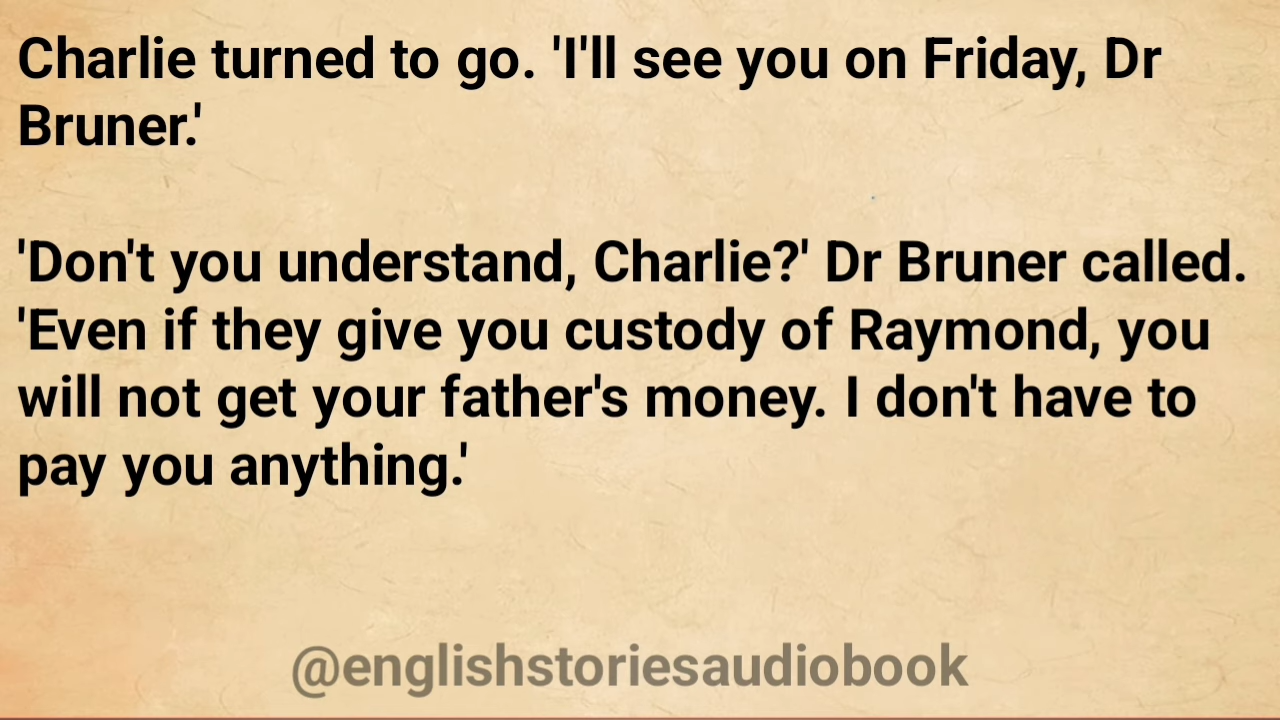 Charlie turned to go. 'I'll see you on Friday, Dr
Bruner.'
'Don't you understand, Charlie?' Dr Bruner called.
'Even if they give you custody of Raymond, you
will not get your father's money. I don't have to
pay you anything.'
@englishstoriesaudiobook